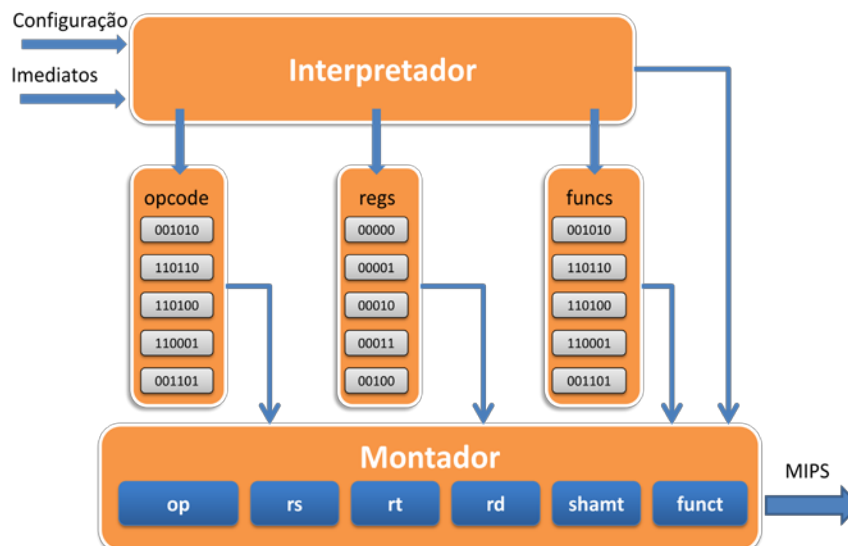 Configuração
Imediatos
Interpretador
opcode
001010
110110
110100
110001
001101
regs
00000
00001
00010
00011
00100
funcs
001010
110110
110100
110001
001101
Montador
op rs rt rd shamt funct
MIPS